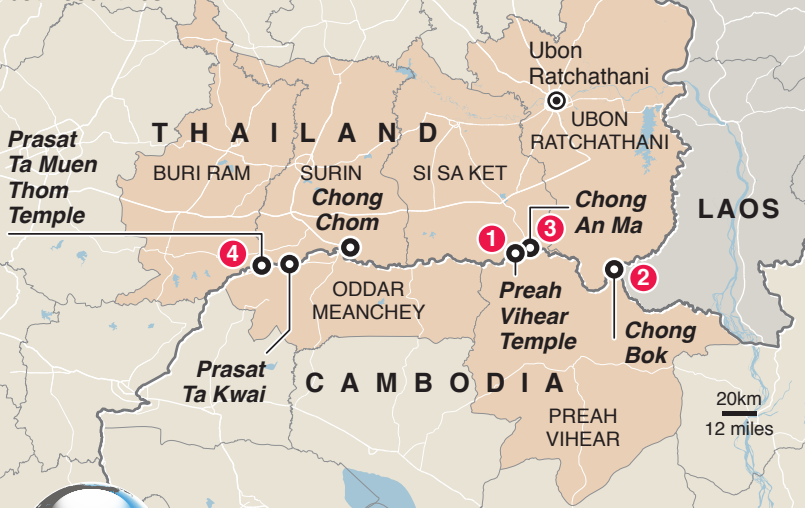 Ubon
Ratchathani
THAILAND
UBON
RATCHATHANI
Prasat
Ta Muen
Thom
Temple
BURI RAM
SURIN
SI SA KET
Chong
Chom
Chong
An Ma
LAOS
1
3
4
2
ODDAR
MEANCHEY
Preah
Vihear
Temple
Chong
Bok
Prasat
Ta Kwai
CAMBODIA
20km
12 miles
PREAH
VIHEAR